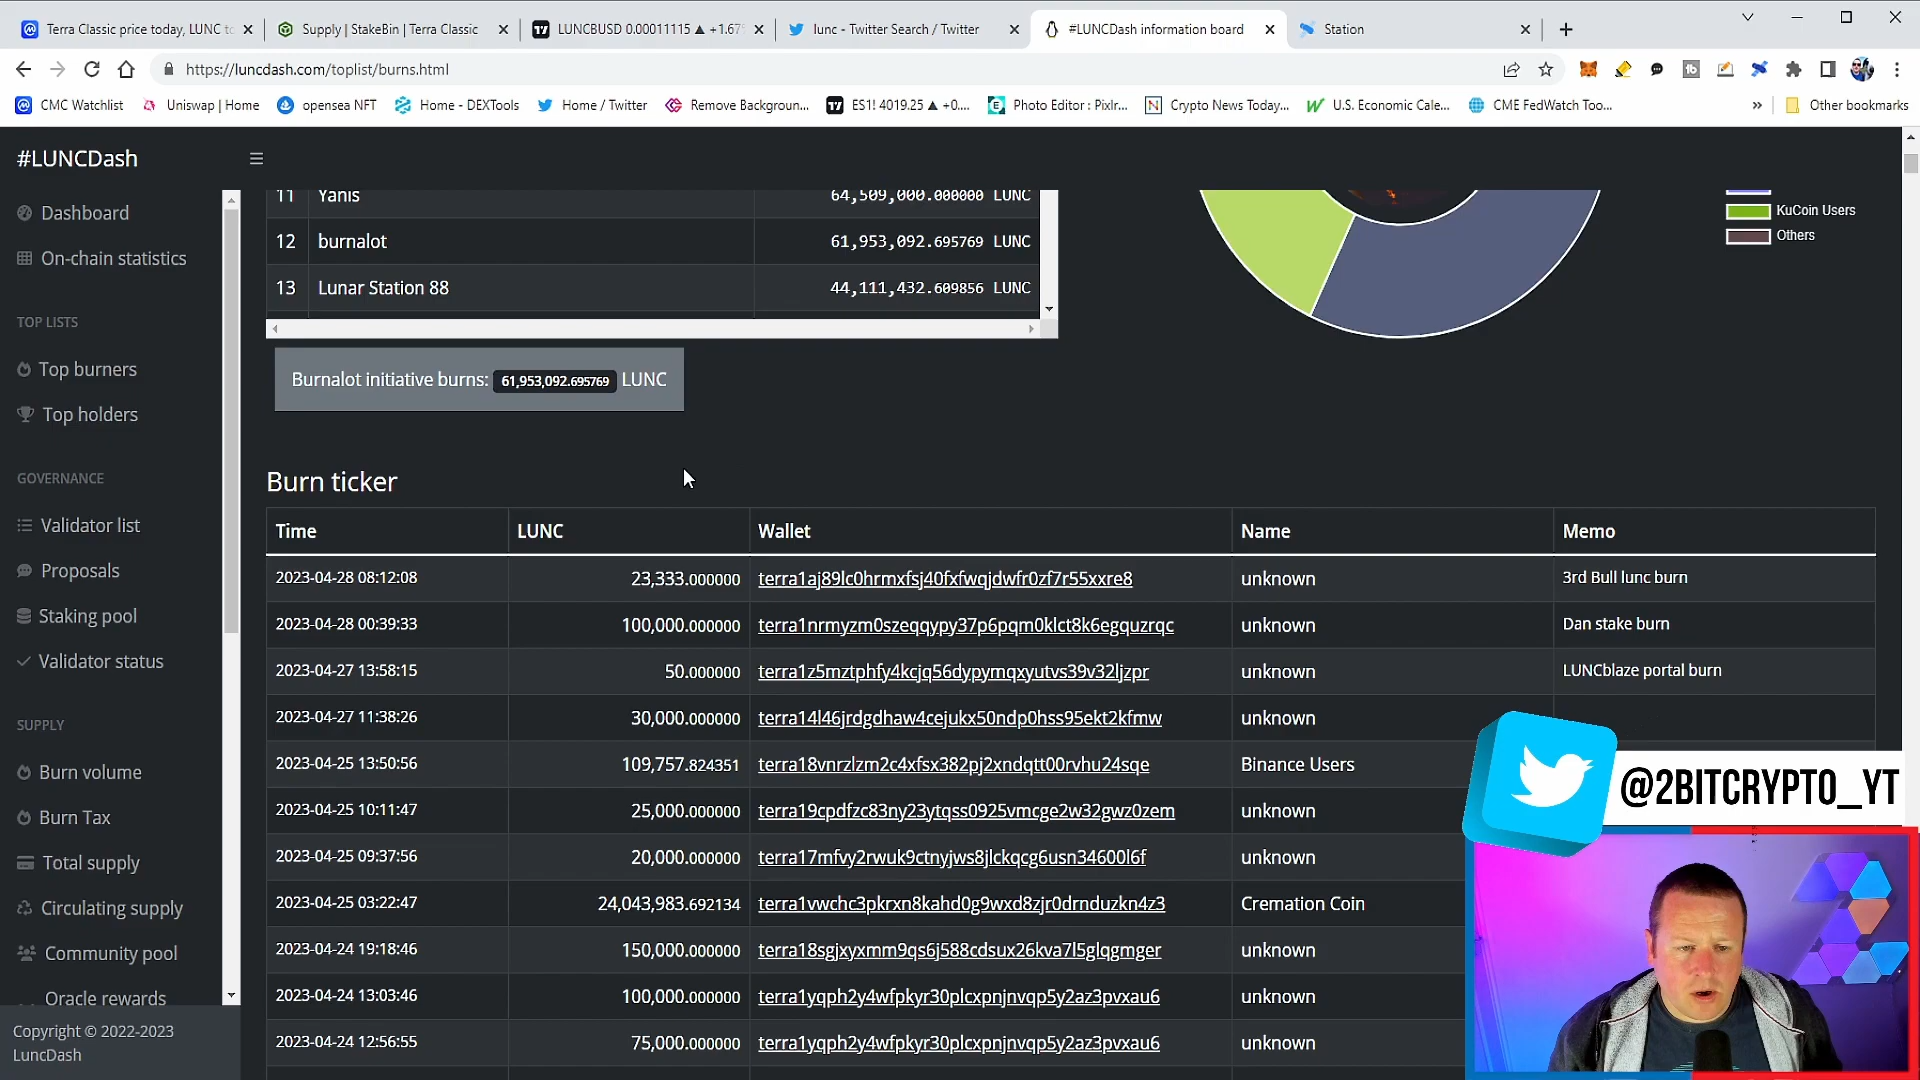 Terra Classic price today, LUNC to
Supply | StakeBin | Terra Classic
LUNCBUSD 0.00011115 ▲ +1.67
lunc - Twitter Search / Twitter
#LUNCDash information board
Station
https://luncdash.com/toplist/burns.html
CMC Watchlist
Uniswap | Home
opensea NFT
Home - DEXTools
Home / Twitter
Remove Backgroun...
ES1! 4019.25 ▲ +0....
Photo Editor : Pixlr...
Crypto News Today...
U.S. Economic Cale...
CME FedWatch Too...
»
Other bookmarks
#LUNCDash
Dashboard
On-chain statistics
TOP LISTS
Top burners
Top holders
GOVERNANCE
Validator list
Proposals
Staking pool
Validator status
SUPPLY
Burn volume
Burn Tax
Total supply
Circulating supply
Community pool
Oracle rewards
Copyright © 2022-2023
LuncDash
11 Yanis 64,509,000.000000 LUNC
12 burnalot 61,953,092.695769 LUNC
13 Lunar Station 88 44,111,432.609856 LUNC
KuCoin Users
Others
Burnalot initiative burns: 61,953,092.695769 LUNC
Burn ticker
Time LUNC Wallet Name Memo
2023-04-28 08:12:08 23,333.000000 terra1aj89lc0hrmxfsj40fxfwqjdwfr0zf7r55xxre8 unknown 3rd Bull lunc burn
2023-04-28 00:39:33 100,000.000000 terra1nrmyzm0szeqqypy37p6pqm0klct8k6egquzrqc unknown Dan stake burn
2023-04-27 13:58:15 50.000000 terra1z5mztphfy4kcjq56dypymqxyutvs39v32ljzpr unknown LUNCblaze portal burn
2023-04-27 11:38:26 30,000.000000 terra14l46jrdgdhaw4cejukx50ndp0hss95ekt2kfmw unknown
2023-04-25 13:50:56 109,757.824351 terra18vnrzlzm2c4xfsx382pj2xndqtt00rvhu24sqe Binance Users
2023-04-25 10:11:47 25,000.000000 terra19cpdfzc83ny23ytqss0925vmcge2w32gwz0zem unknown
2023-04-25 09:37:56 20,000.000000 terra17mfvy2rwuk9ctnyjws8jlckqcg6usn34600l6f unknown
2023-04-25 03:22:47 24,043,983.692134 terra1vwchc3pkrxn8kahd0g9wxd8zjr0drnduzkn4z3 Cremation Coin
2023-04-24 19:18:46 150,000.000000 terra18sgjxyxmm9qs6j588cdsux26kva7l5glqgmger unknown
2023-04-24 13:03:46 100,000.000000 terra1yqph2y4wfpkyr30plcxpnjnvqp5y2az3pvxau6 unknown
2023-04-24 12:56:55 75,000.000000 terra1yqph2y4wfpkyr30plcxpnjnvqp5y2az3pvxau6 unknown
@2BITCRYPTO_YT